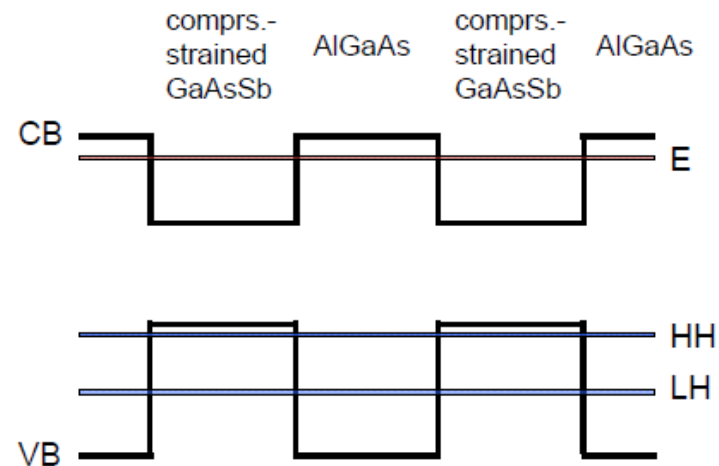 comprs.-
strained
GaAsSb
AlGaAs
comprs.-
strained
GaAsSb
AlGaAs
CB
E
HH
LH
VB